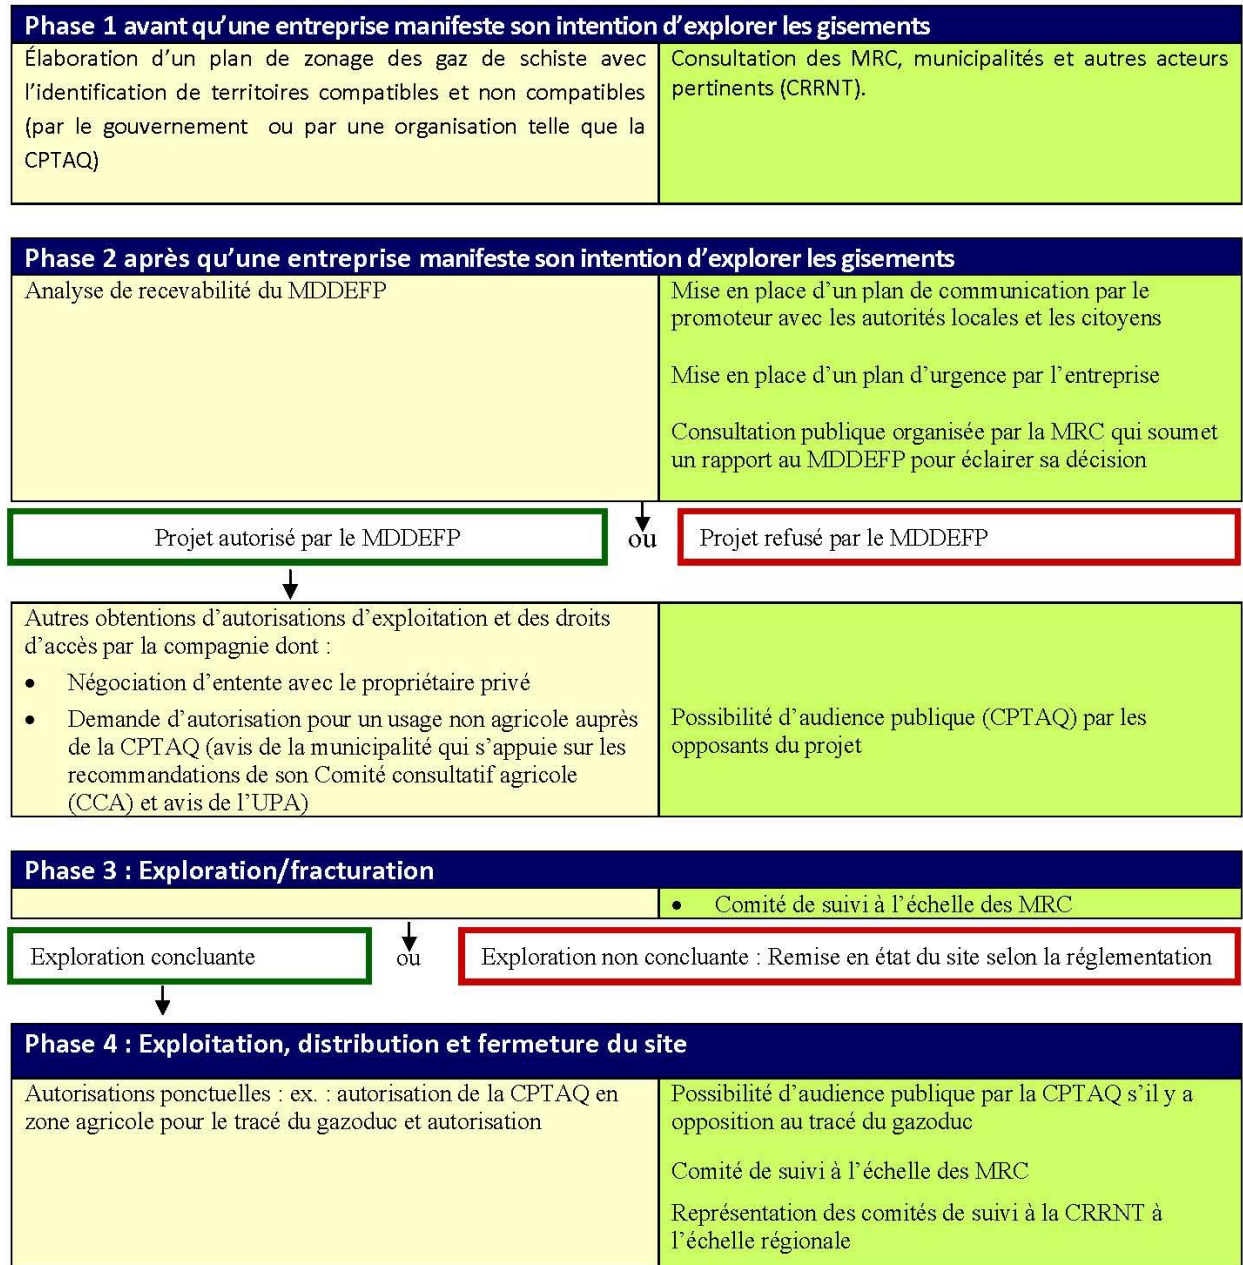 Phase 1 avant qu'une entreprise manifeste son intention d'explorer les gisements
Élaboration d'un plan de zonage des gaz de schiste avec
l'identification de territoires compatibles et non compatibles
(par le gouvernement ou par une organisation telle que la
CPTAQ)
Consultation des MRC, municipalités et autres acteurs
pertinents (CRRNT).
Phase 2 après qu'une entreprise manifeste son intention d'explorer les gisements
Analyse de recevabilité du MDDEFP
Mise en place d'un plan de communication par le
promoteur avec les autorités locales et les citoyens
Mise en place d'un plan d'urgence par l'entreprise
Consultation publique organisée par la MRC qui soumet
un rapport au MDDEFP pour éclairer sa décision
Projet autorisé par le MDDEFP
ou
Projet refusé par le MDDEFP
Autres obtentions d'autorisations d'exploitation et des droits
d'accès par la compagnie dont :
• Négociation d'entente avec le propriétaire privé
• Demande d'autorisation pour un usage non agricole auprès
de la CPTAQ (avis de la municipalité qui s'appuie sur les
recommandations de son Comité consultatif agricole
(CCA) et avis de l'UPA)
Possibilité d'audience publique (CPTAQ) par les
opposants du projet
Phase 3 : Exploration/fracturation
• Comité de suivi à l'échelle des MRC
Exploration concluante
ou
Exploration non concluante : Remise en état du site selon la réglementation
Phase 4 : Exploitation, distribution et fermeture du site
Autorisations ponctuelles : ex. : autorisation de la CPTAQ en
zone agricole pour le tracé du gazoduc et autorisation
Possibilité d'audience publique par la CPTAQ s'il y a
opposition au tracé du gazoduc
Comité de suivi à l'échelle des MRC
Représentation des comités de suivi à la CRRNT à
l'échelle régionale